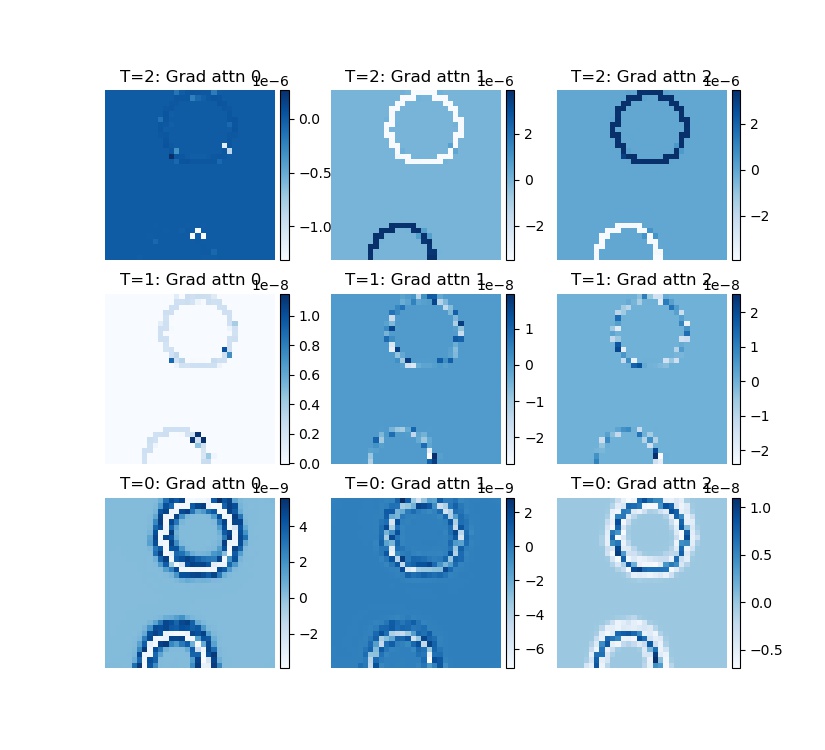 T=2: Grad attn 0
1e−6
T=2: Grad attn 1
1e−6
T=2: Grad attn 2
1e−6
0.0
−0.5
−1.0
2
0
−2
2
0
−2
T=1: Grad attn 0
1e−8
T=1: Grad attn 1
1e−8
T=1: Grad attn 2
1e−8
1.0
0.8
0.6
0.4
0.2
0.0
1
0
−1
−2
2
1
0
−1
−2
T=0: Grad attn 0
1e−9
T=0: Grad attn 1
1e−9
T=0: Grad attn 2
1e−8
4
2
0
−2
2
0
−2
−4
−6
1.0
0.5
0.0
−0.5